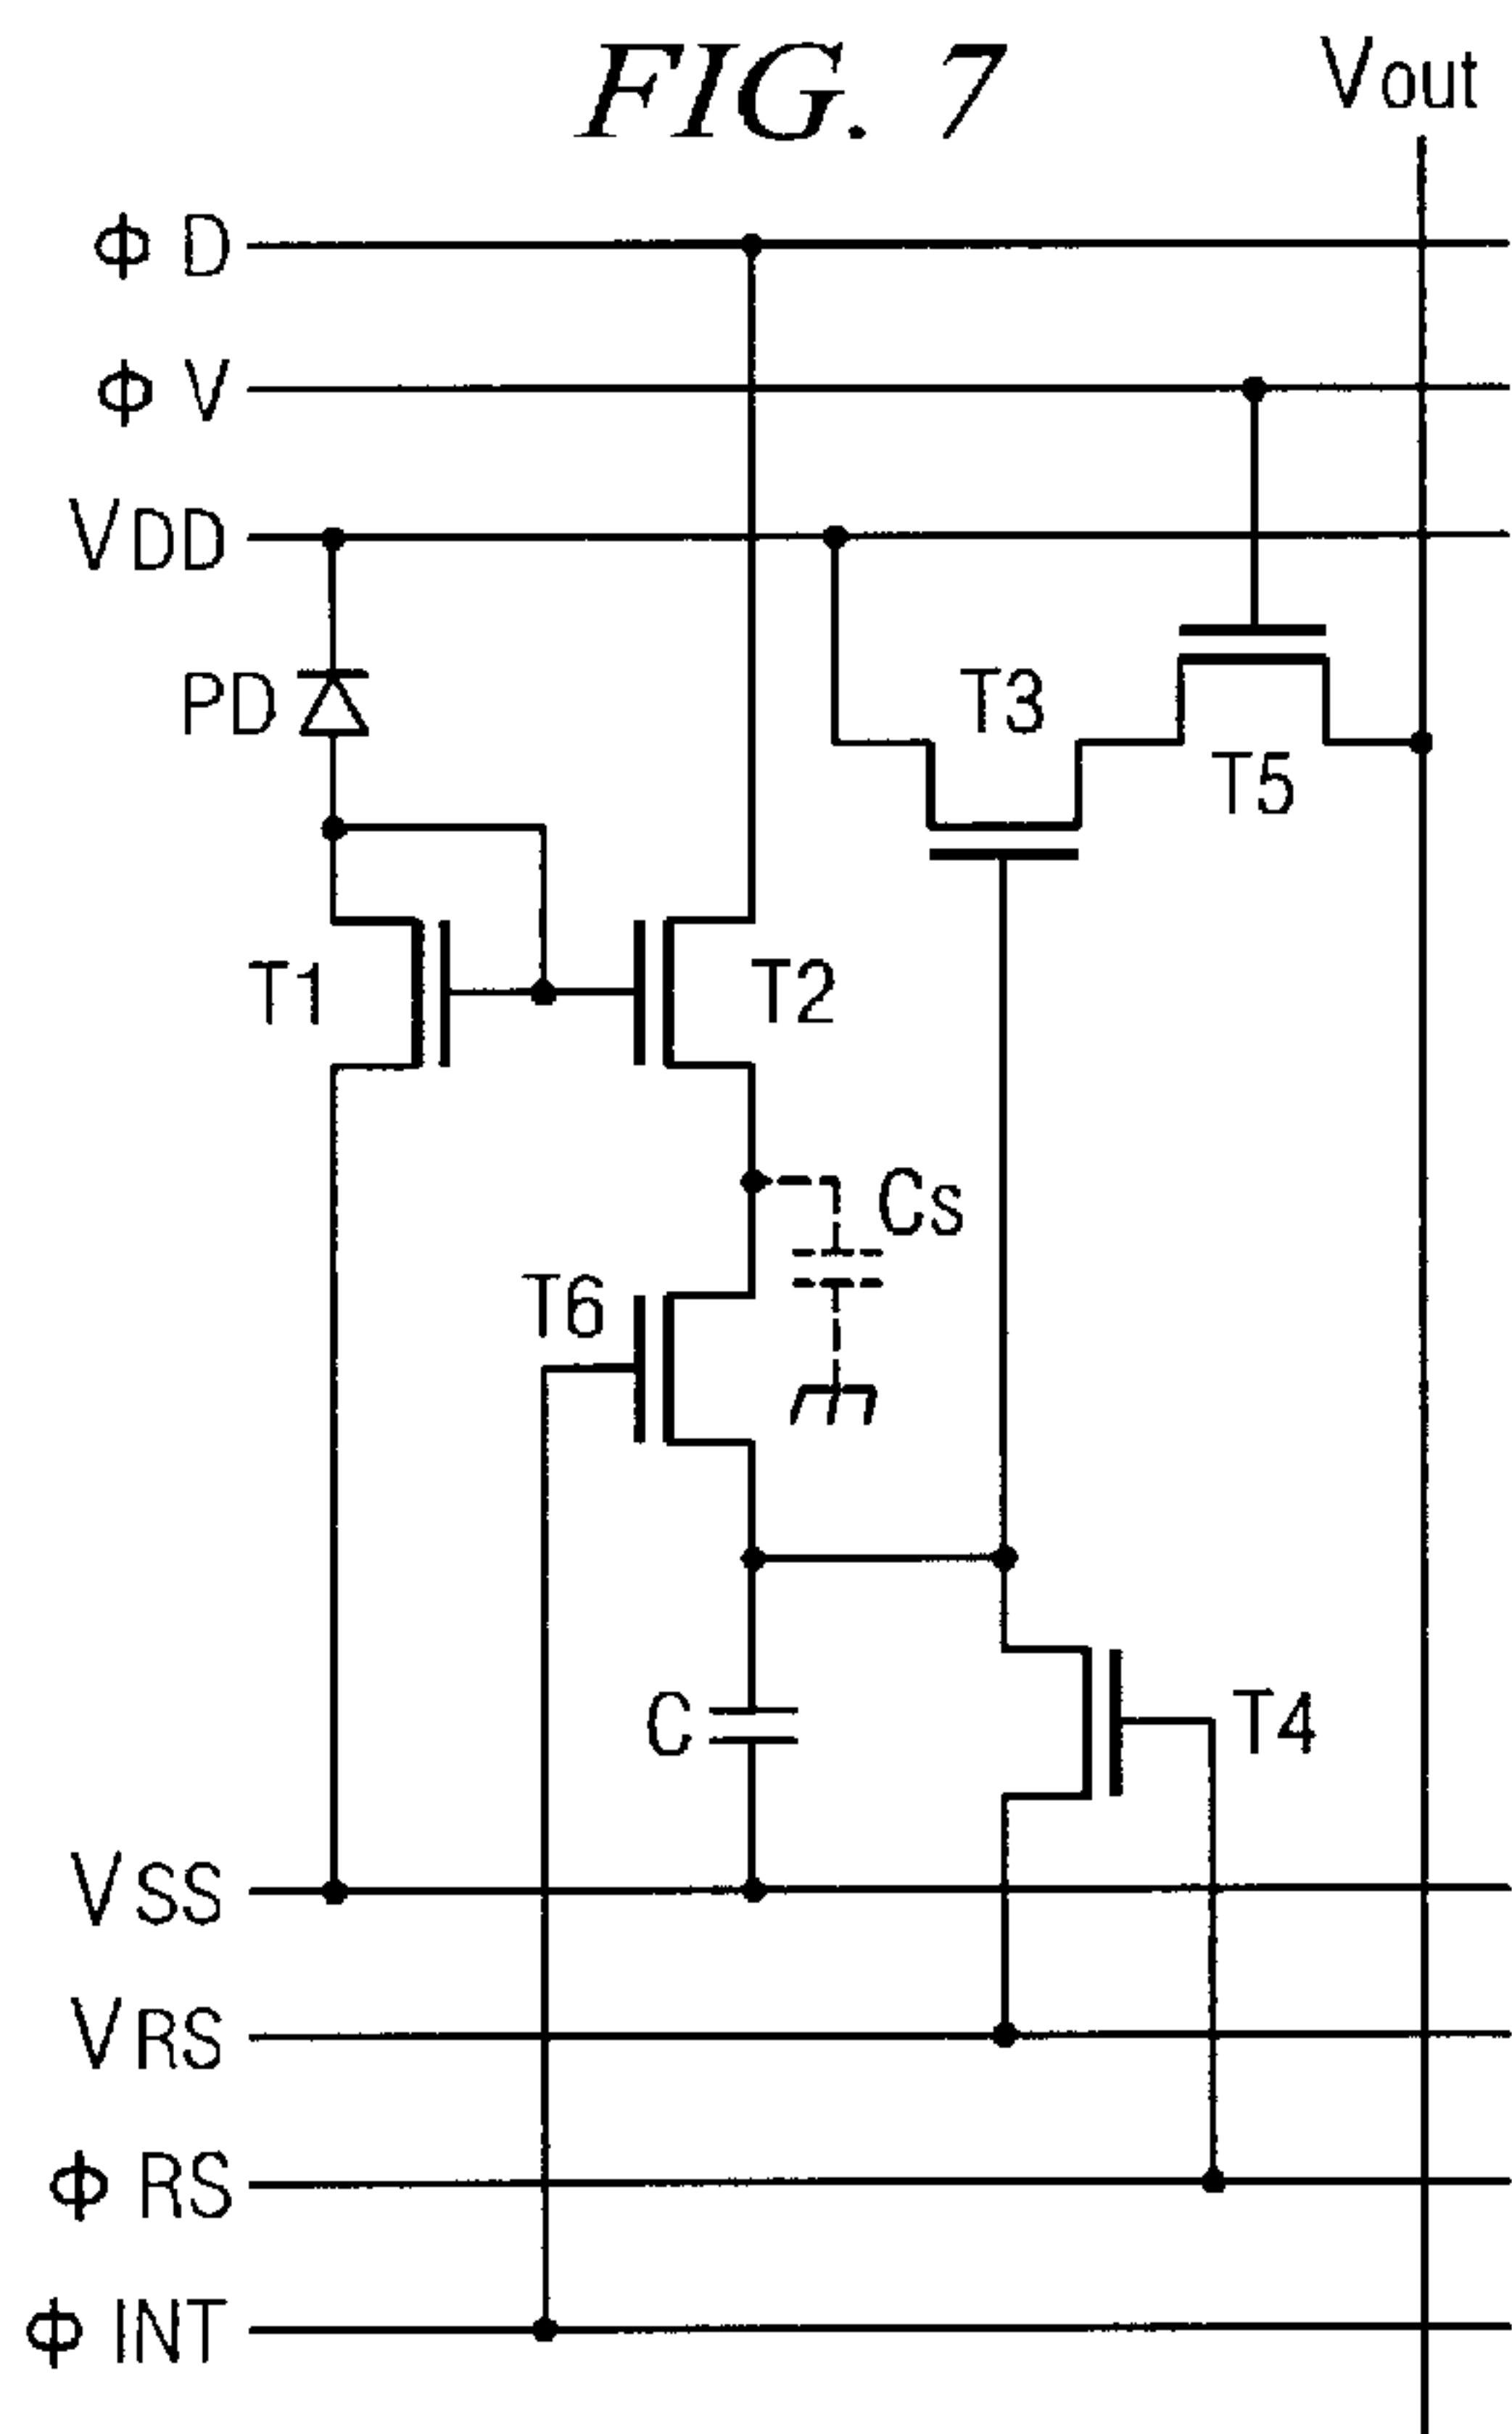 FIG. 7
Vout
Φ D
Φ V
VDD
PD
T3
T5
T1
T2
Cs
T6
C
T4
VSS
VRS
Φ RS
Φ INT